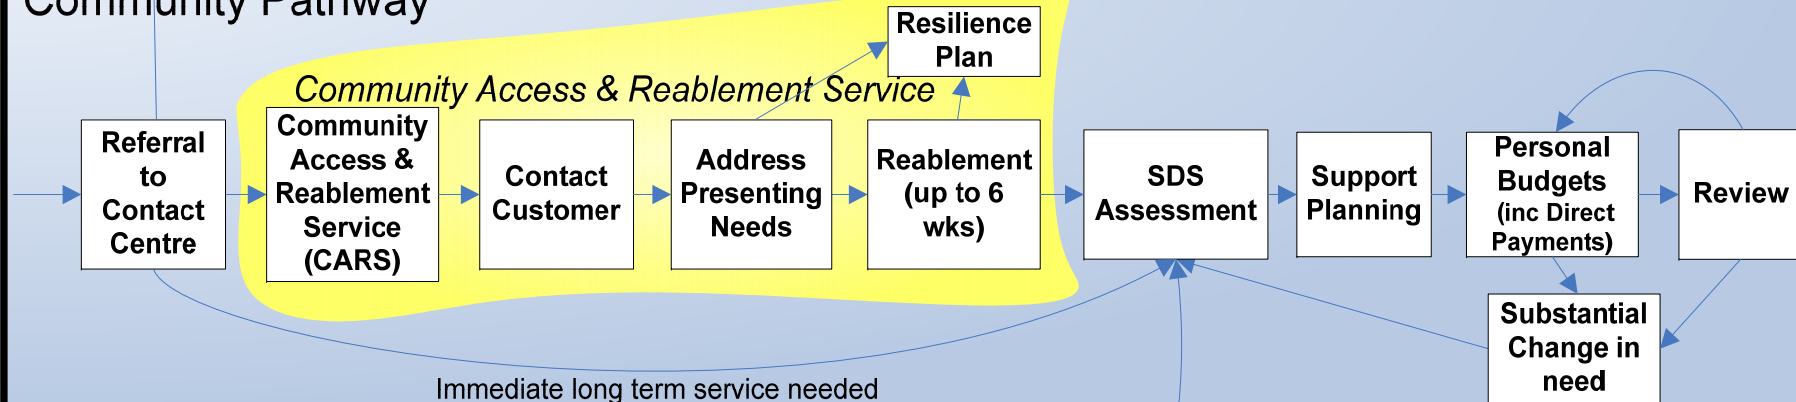 Community Pathway
Resilience
Plan
Community Access & Reablement Service
Referral
to
Contact
Centre
Community
Access &
Reablement
Service
(CARS)
Contact
Customer
Address
Presenting
Needs
Reablement
(up to 6
wks)
SDS
Assessment
Support
Planning
Personal
Budgets
(inc Direct
Payments)
Review
Substantial
Change in
need
Immediate long term service needed